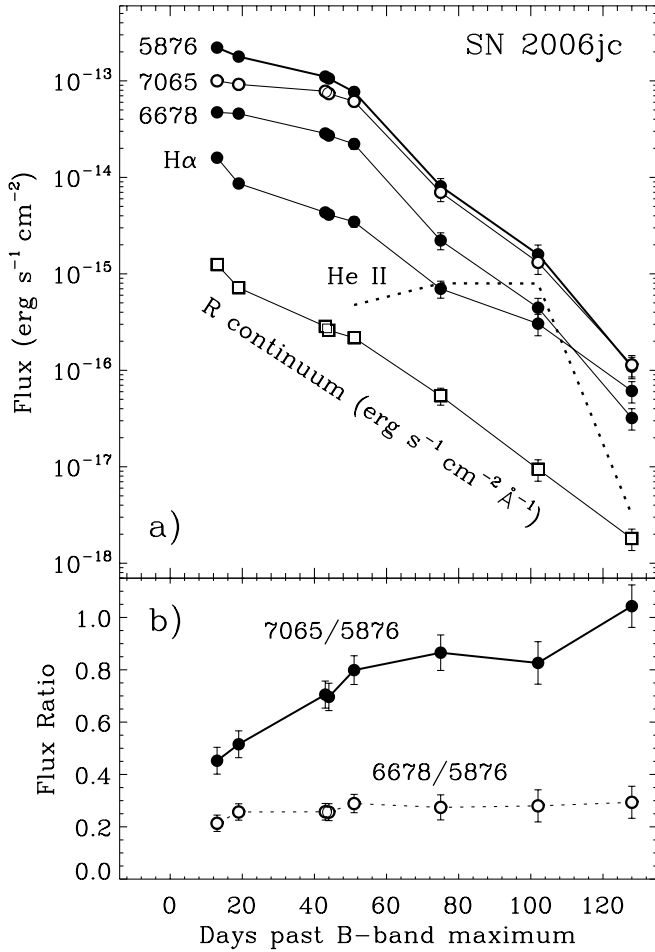 SN 2006jc
5876
7065
6678
Hα
He II
R continuum (erg s⁻¹ cm⁻² Å⁻¹)
a)
Flux (erg s⁻¹ cm⁻²)
10⁻¹³
10⁻¹⁴
10⁻¹⁵
10⁻¹⁶
10⁻¹⁷
10⁻¹⁸
b)
7065/5876
6678/5876
Flux Ratio
1.0
0.8
0.6
0.4
0.2
0.0
0 20 40 60 80 100 120
Days past B-band maximum